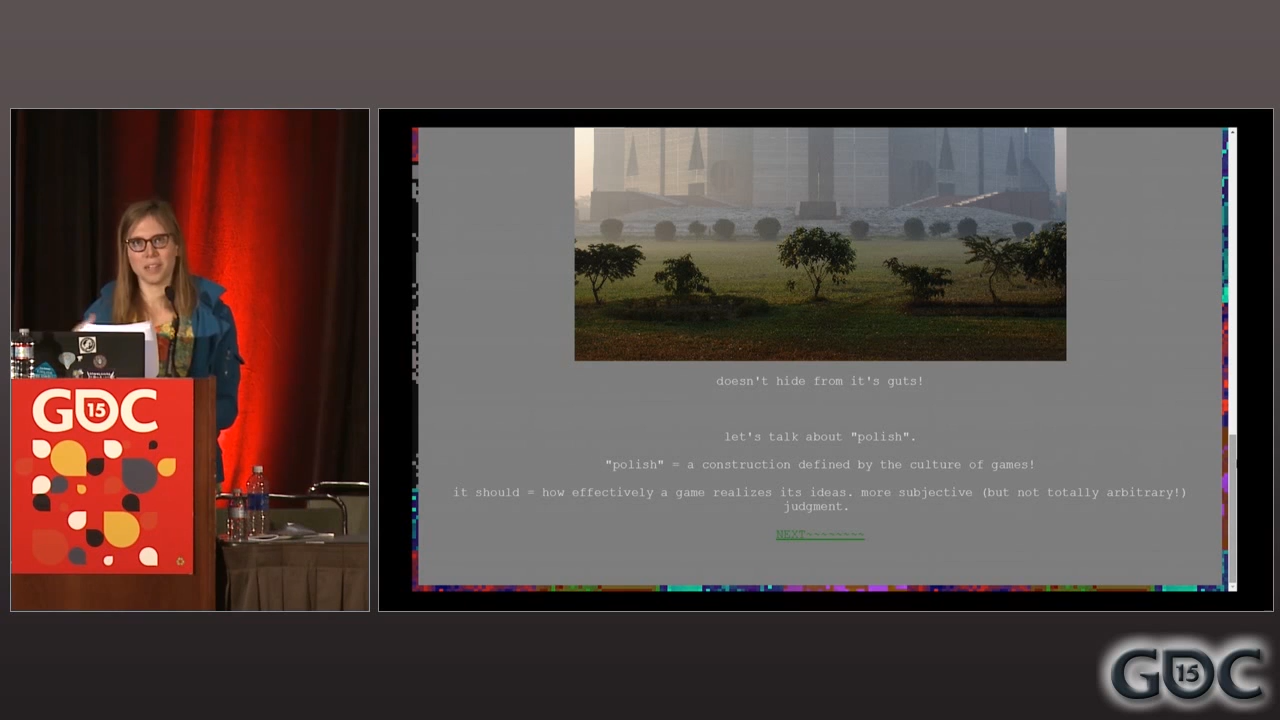 GDC
15
doesn't hide from it's guts!
let's talk about "polish".
"polish" = a construction defined by the culture of games!
it should = how effectively a game realizes its ideas. more subjective (but not totally arbitrary!)
judgment.
NEXT~~~~~~~~
GDC
15